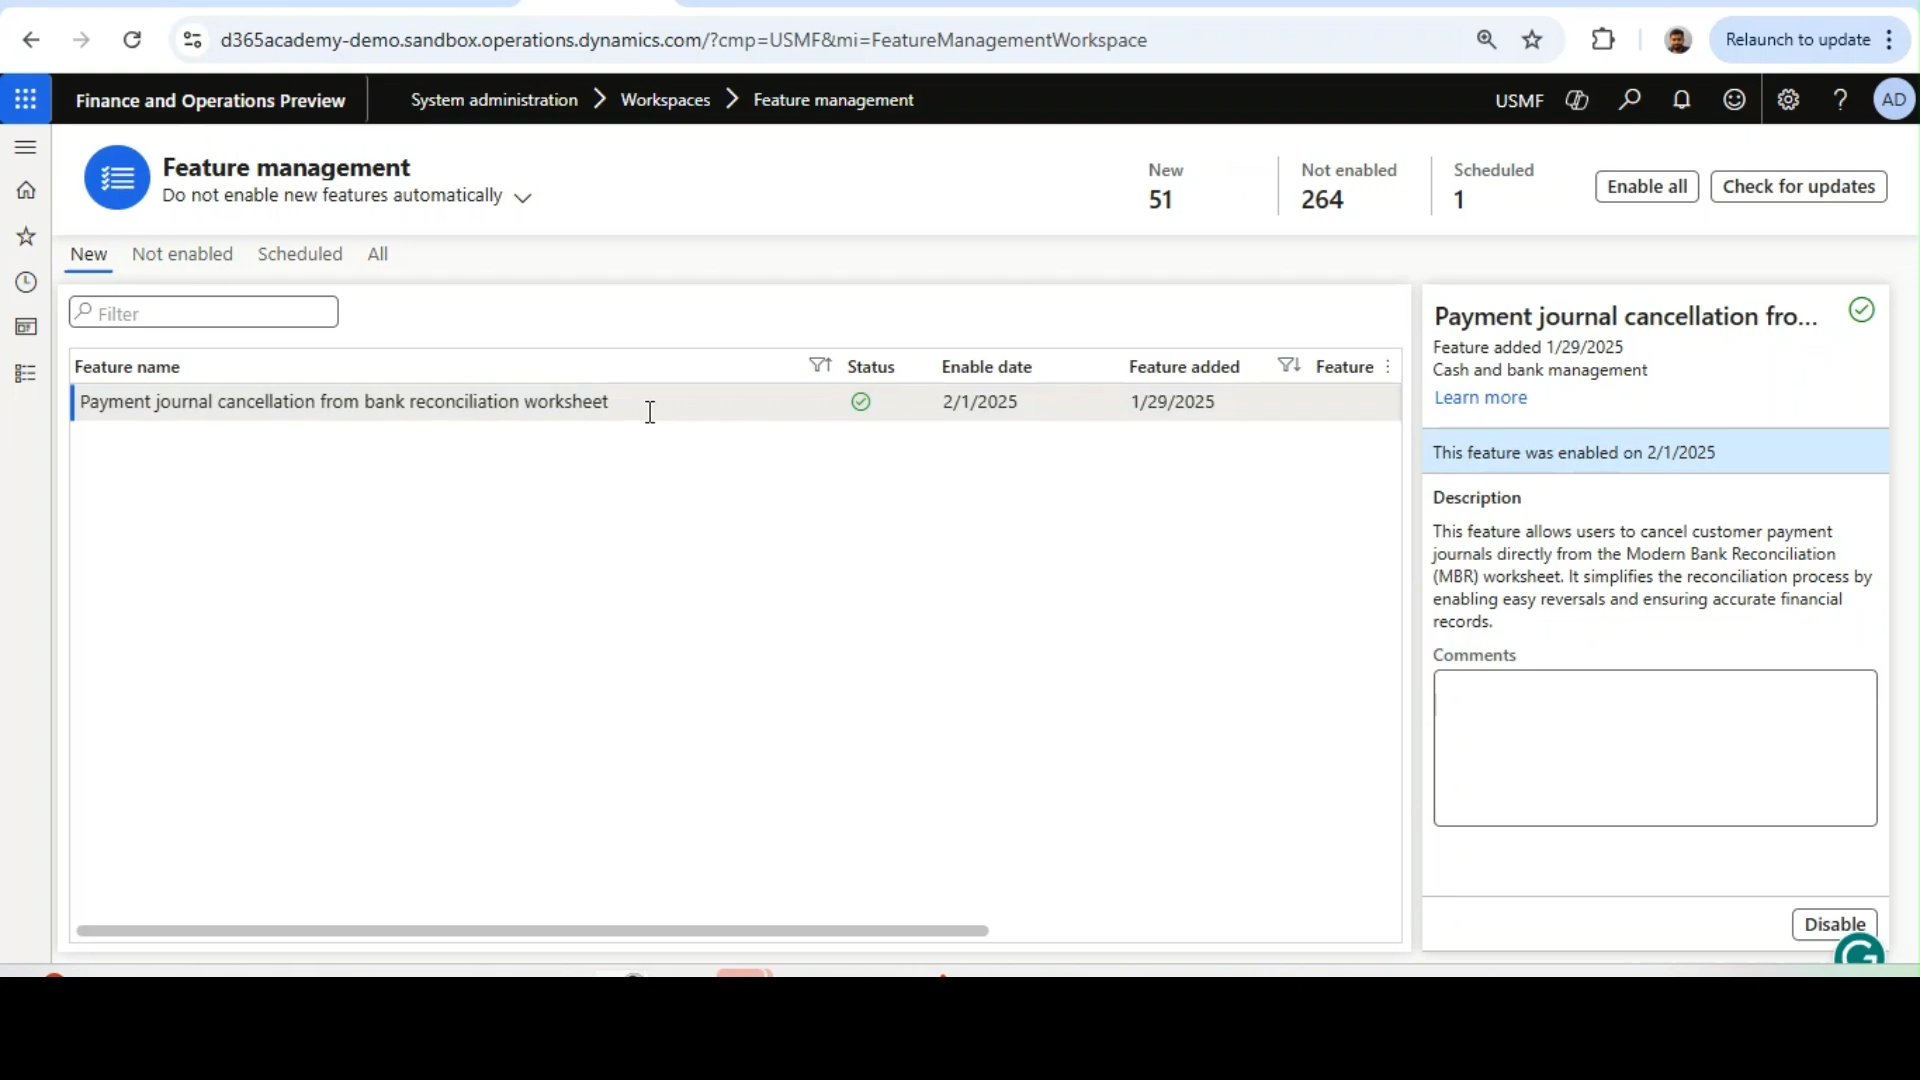 d365academy-demo.sandbox.operations.dynamics.com/?cmp=USMF&mi=FeatureManagementWorkspace
Relaunch to update
Finance and Operations Preview
System administration
Workspaces
Feature management
USMF
AD
Feature management
Do not enable new features automatically
New
51
Not enabled
264
Scheduled
1
Enable all
Check for updates
New
Not enabled
Scheduled
All
Filter
Feature name
Status
Enable date
Feature added
Feature
Payment journal cancellation from bank reconciliation worksheet
2/1/2025
1/29/2025
Payment journal cancellation fro...
Feature added 1/29/2025
Cash and bank management
Learn more
This feature was enabled on 2/1/2025
Description
This feature allows users to cancel customer payment
journals directly from the Modern Bank Reconciliation
(MBR) worksheet. It simplifies the reconciliation process by
enabling easy reversals and ensuring accurate financial
records.
Comments
Disable